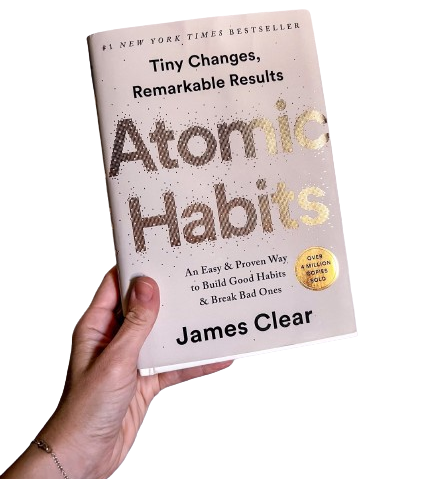 #1 NEW YORK TIMES BESTSELLER
Tiny Changes,
Remarkable Results
Atomic
Habits
An Easy & Proven Way
to Build Good Habits
& Break Bad Ones
OVER
4 MILLION
COPIES
SOLD
James Clear